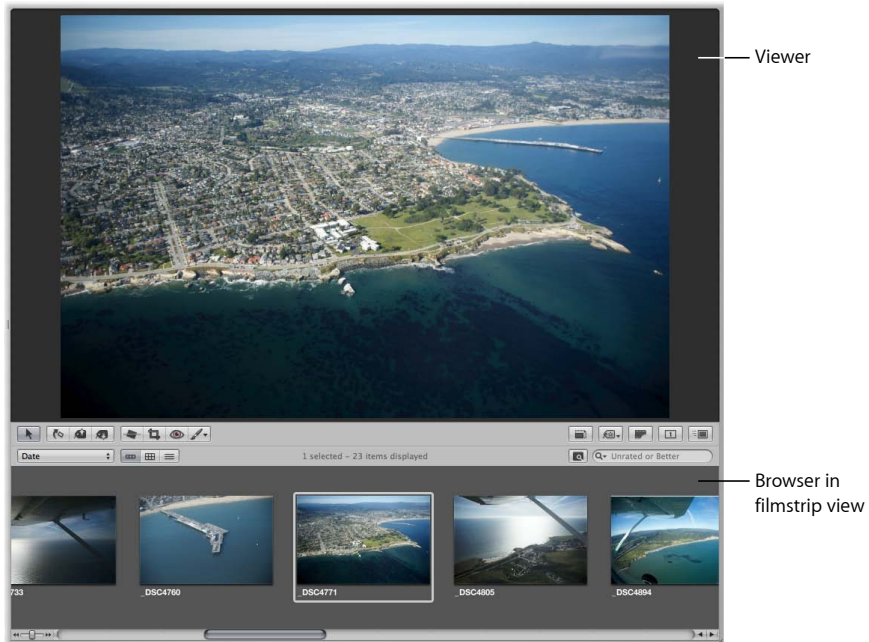 Viewer
Date
1 selected – 23 items displayed
Unrated or Better
Browser in
filmstrip view
733
_DSC4760
_DSC4771
_DSC4805
_DSC4894
1